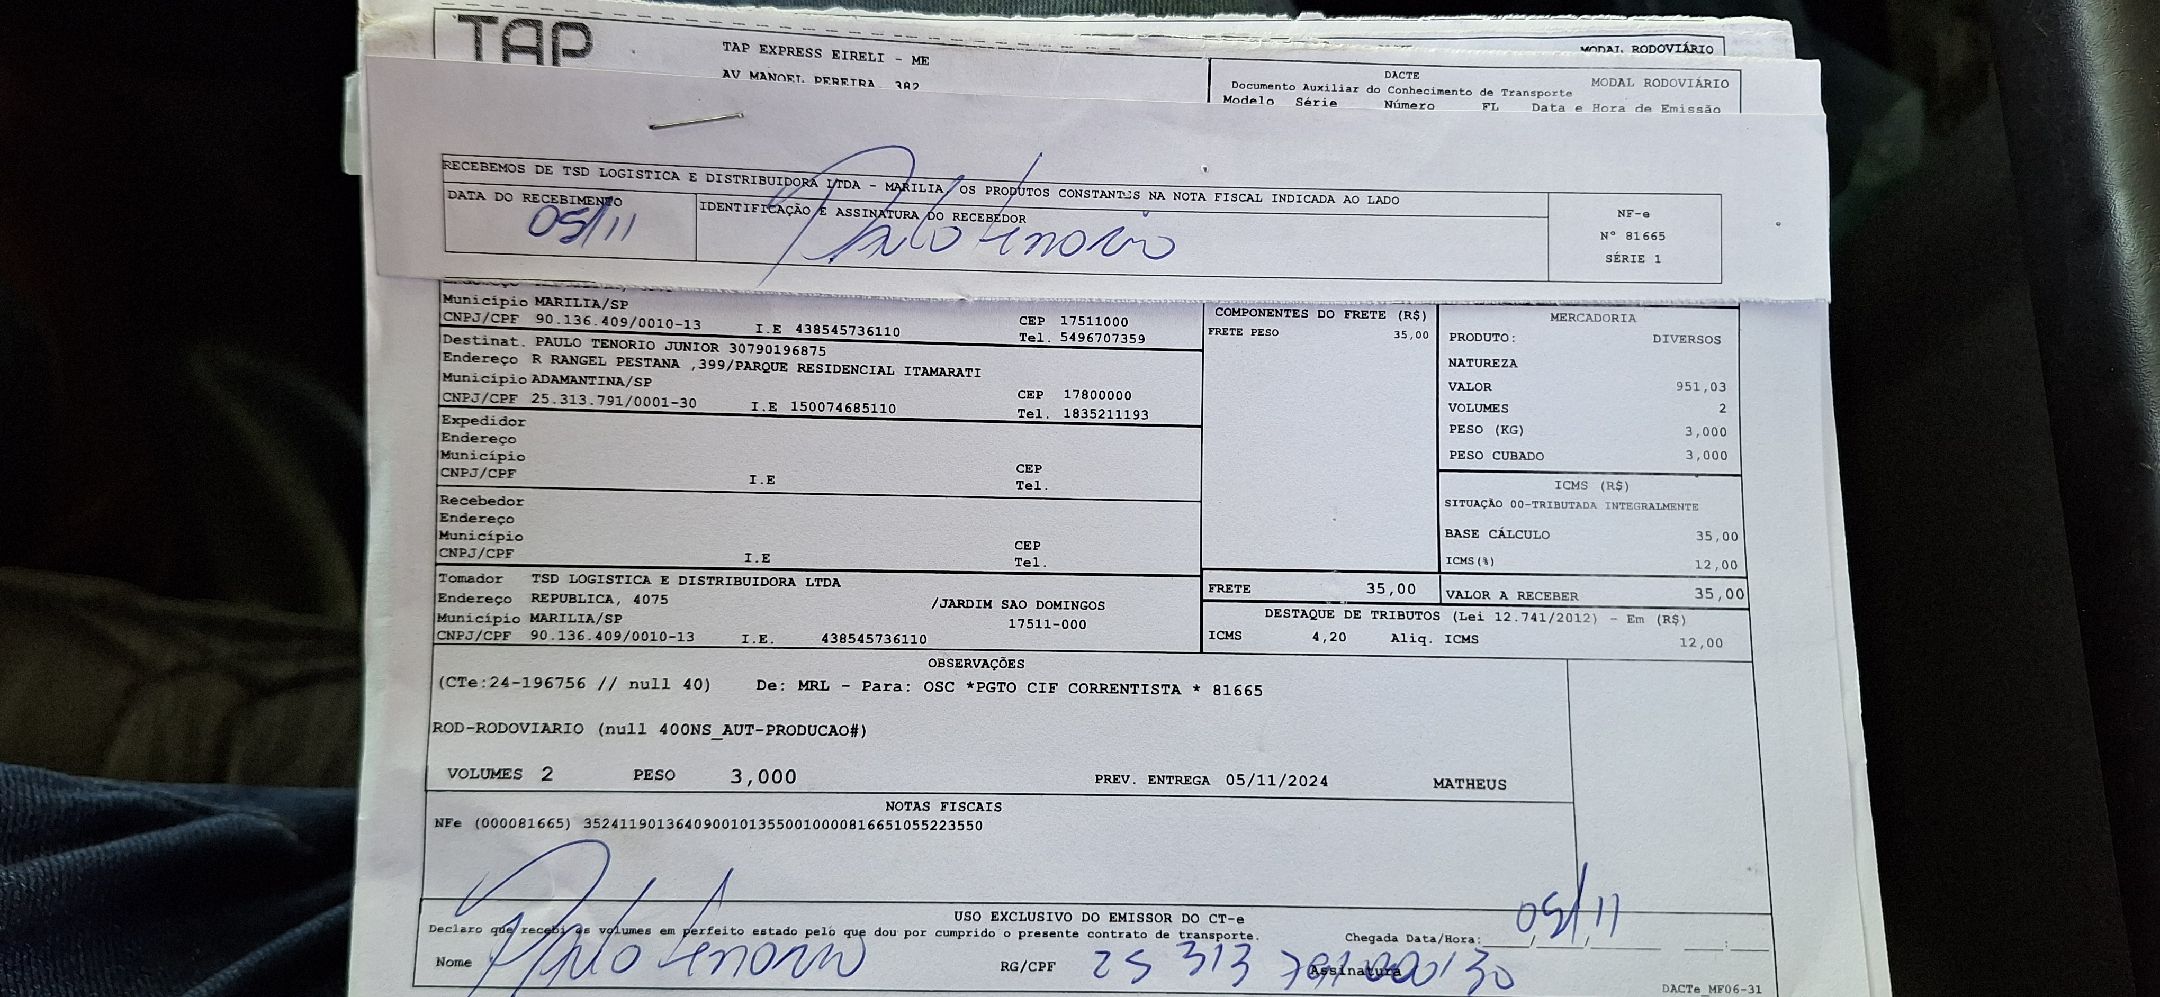 TAP
TAP EXPRESS EIRELI - ME
MODAL RODOVIÁRIO
AV MANOEL PEREIRA, 382
DACTE
MODAL RODOVIÁRIO
Documento Auxiliar do Conhecimento de Transporte
Modelo Série Número FL Data e Hora de Emissão
RECEBEMOS DE TSD LOGISTICA E DISTRIBUIDORA LTDA - MARILIA OS PRODUTOS CONSTANTES NA NOTA FISCAL INDICADA AO LADO
DATA DO RECEBIMENTO
05/11
IDENTIFICAÇÃO E ASSINATURA DO RECEBEDOR
Paulo Tenorio
NF-e
N° 81665
SÉRIE 1
Município MARILIA/SP
CEP 17511000
CNPJ/CPF 90.136.409/0010-13 I.E 438545736110 Tel. 5496707359
Destinat. PAULO TENORIO JUNIOR 30790196875
Endereço R RANGEL PESTANA ,399/PARQUE RESIDENCIAL ITAMARATI
Município ADAMANTINA/SP CEP 17800000
CNPJ/CPF 25.313.791/0001-30 I.E 150074685110 Tel. 1835211193
Expedidor
Endereço
Município CEP
CNPJ/CPF I.E Tel.
Recebedor
Endereço
Município CEP
CNPJ/CPF I.E Tel.
Tomador TSD LOGISTICA E DISTRIBUIDORA LTDA
Endereço REPUBLICA, 4075 /JARDIM SAO DOMINGOS
Município MARILIA/SP 17511-000
CNPJ/CPF 90.136.409/0010-13 I.E. 438545736110
COMPONENTES DO FRETE (R$)
FRETE PESO 35,00
MERCADORIA
PRODUTO: DIVERSOS
NATUREZA
VALOR 951,03
VOLUMES 2
PESO (KG) 3,000
PESO CUBADO 3,000
ICMS (R$)
SITUAÇÃO 00-TRIBUTADA INTEGRALMENTE
BASE CÁLCULO 35,00
ICMS(%) 12,00
FRETE 35,00 VALOR A RECEBER 35,00
DESTAQUE DE TRIBUTOS (Lei 12.741/2012) - Em (R$)
ICMS 4,20 Aliq. ICMS 12,00
OBSERVAÇÕES
(CTe:24-196756 // null 40) De: MRL - Para: OSC *PGTO CIF CORRENTISTA * 81665
ROD-RODOVIARIO (null 400NS_AUT-PRODUCAO#)
VOLUMES 2 PESO 3,000 PREV. ENTREGA 05/11/2024 MATHEUS
NOTAS FISCAIS
NFe (000081665) 35241190136409001013550010000816651055223550
USO EXCLUSIVO DO EMISSOR DO CT-e
Declaro que recebi os volumes em perfeito estado pelo que dou por cumprido o presente contrato de transporte.
Chegada Data/Hora: 05/11
Nome Paulo Tenorio RG/CPF 25 313 791/0001 30
Assinatura
DACTe_MF06-31